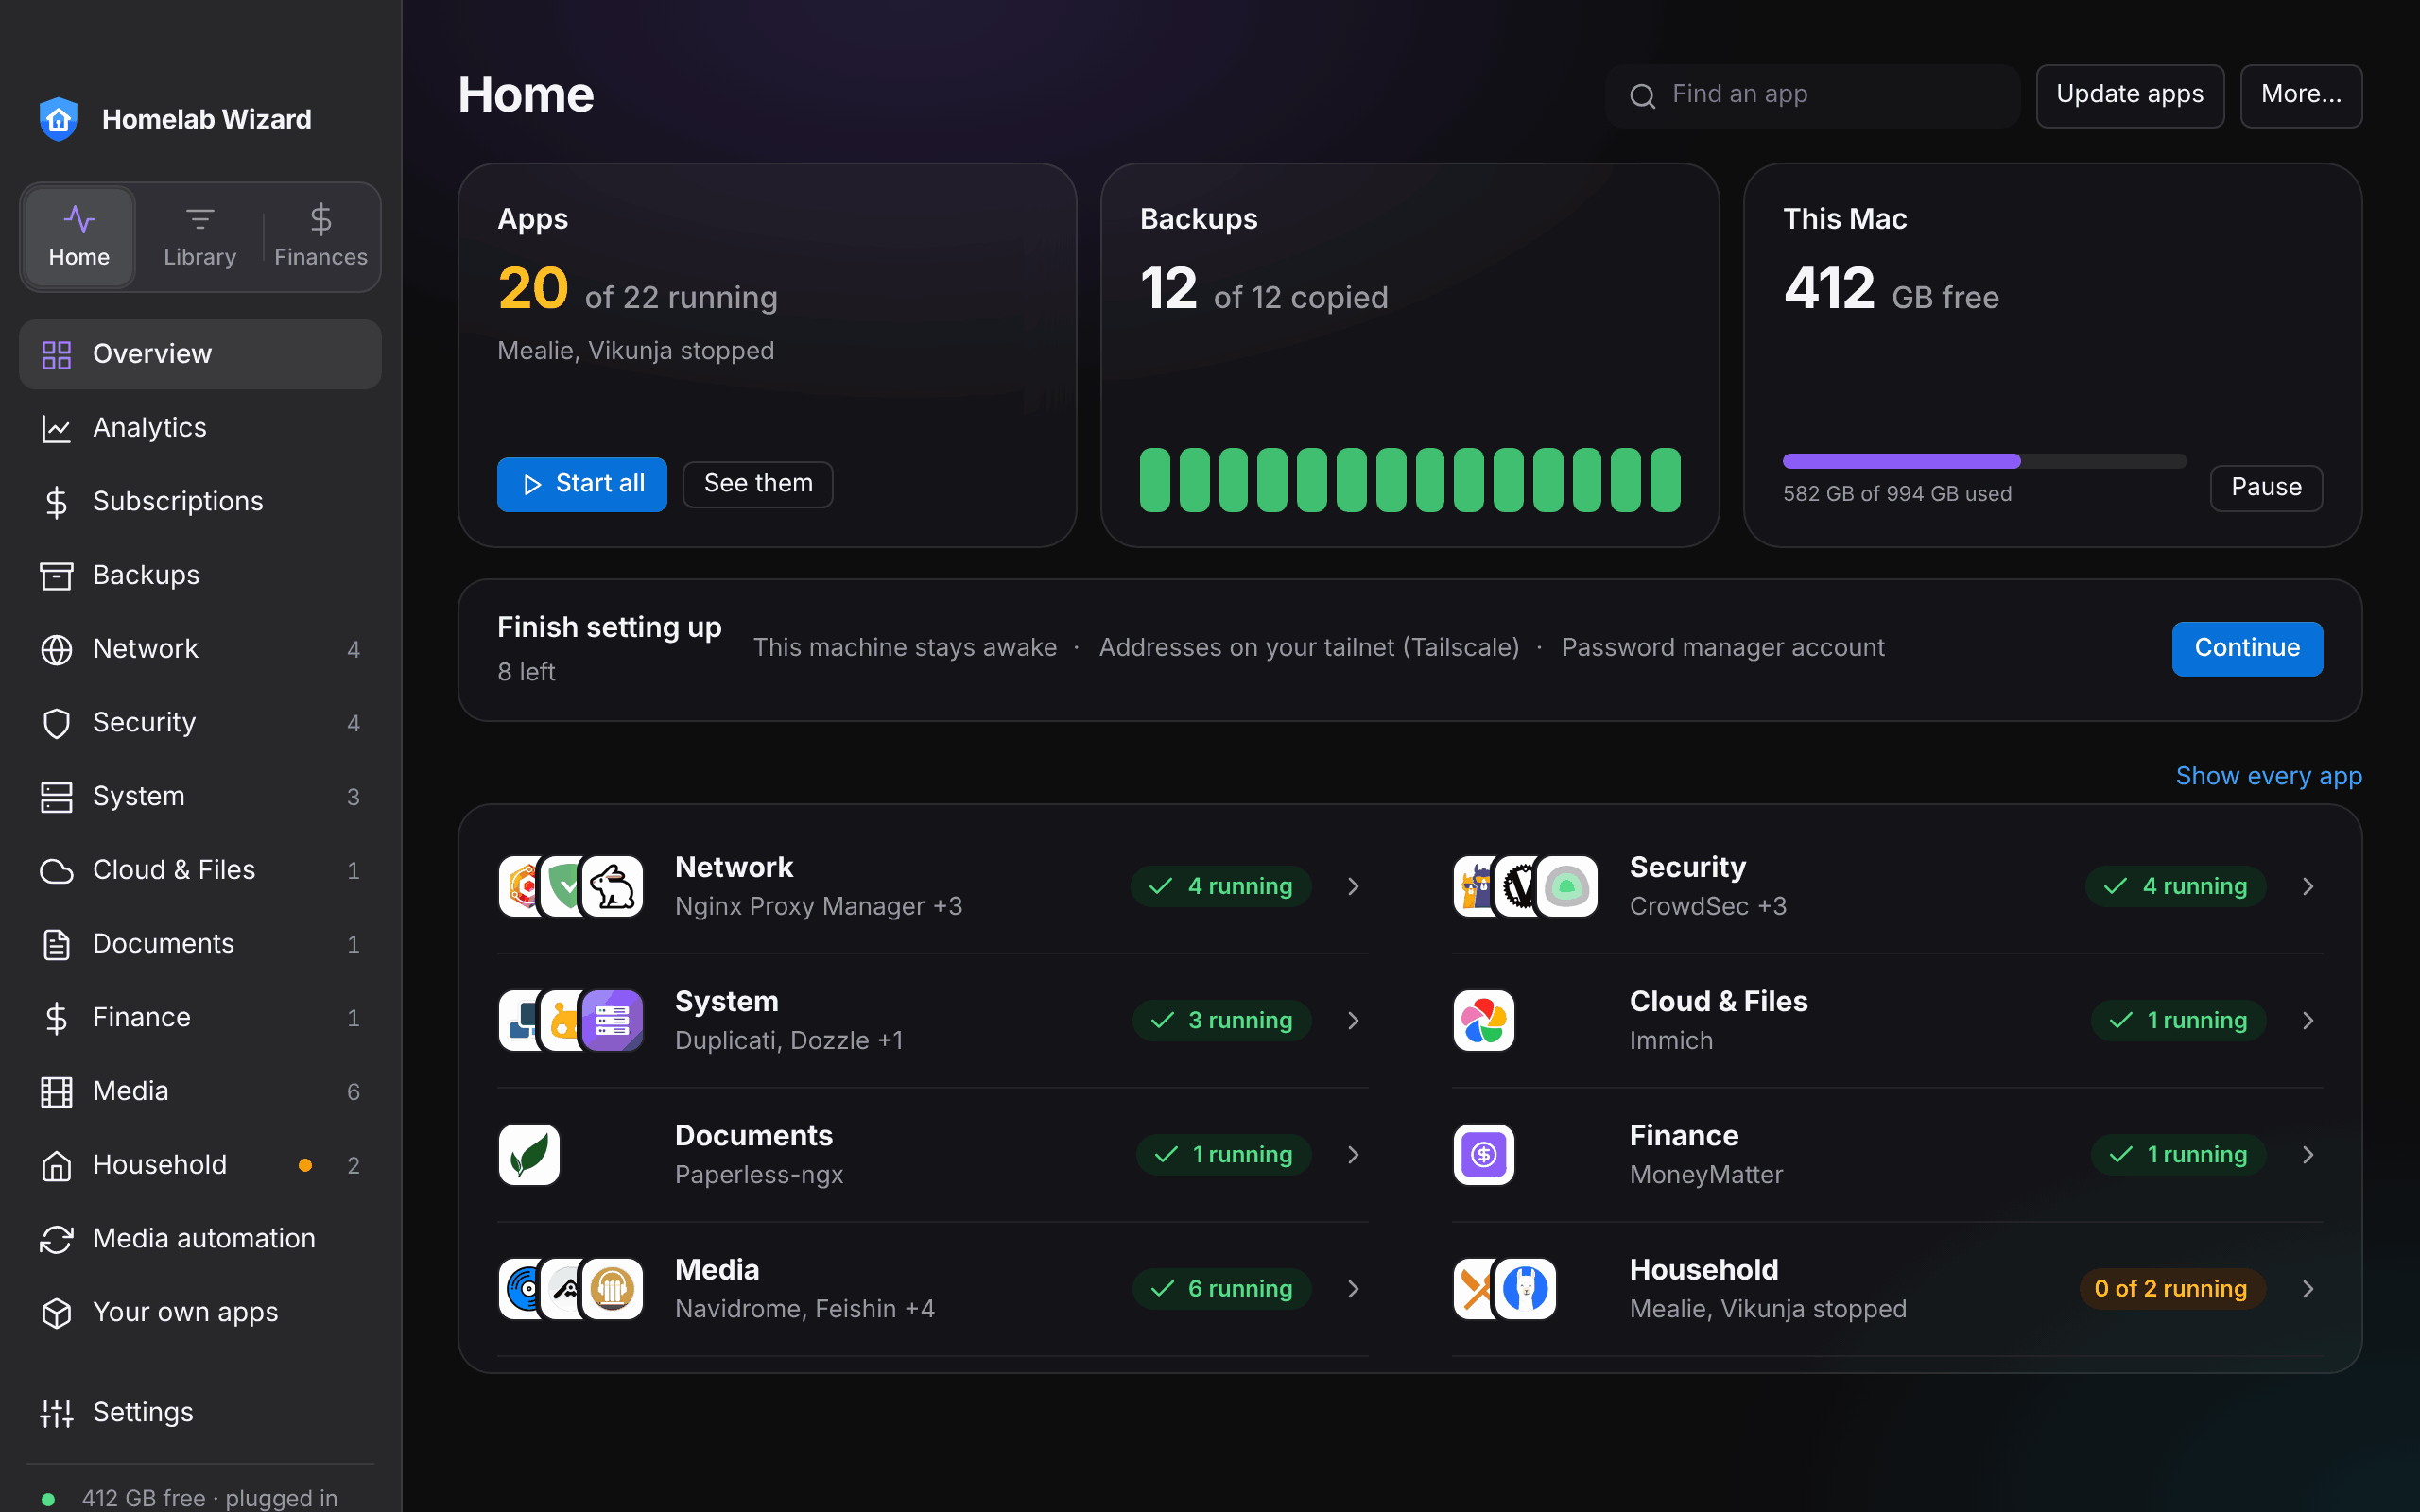 Homelab Wizard
Home
Library
Finances
Overview
Analytics
Subscriptions
Backups
Network 4
Security 4
System 3
Cloud & Files 1
Documents 1
Finance 1
Media 6
Household 2
Media automation
Your own apps
Settings
412 GB free · plugged in
Home
Find an app
Update apps
More...
Apps
20 of 22 running
Mealie, Vikunja stopped
Start all
See them
Backups
12 of 12 copied
This Mac
412 GB free
582 GB of 994 GB used
Pause
Finish setting up
8 left
This machine stays awake · Addresses on your tailnet (Tailscale) · Password manager account
Continue
Show every app
Network
Nginx Proxy Manager +3
4 running
Security
CrowdSec +3
4 running
System
Duplicati, Dozzle +1
3 running
Cloud & Files
Immich
1 running
Documents
Paperless-ngx
1 running
Finance
MoneyMatter
1 running
Media
Navidrome, Feishin +4
6 running
Household
Mealie, Vikunja stopped
0 of 2 running